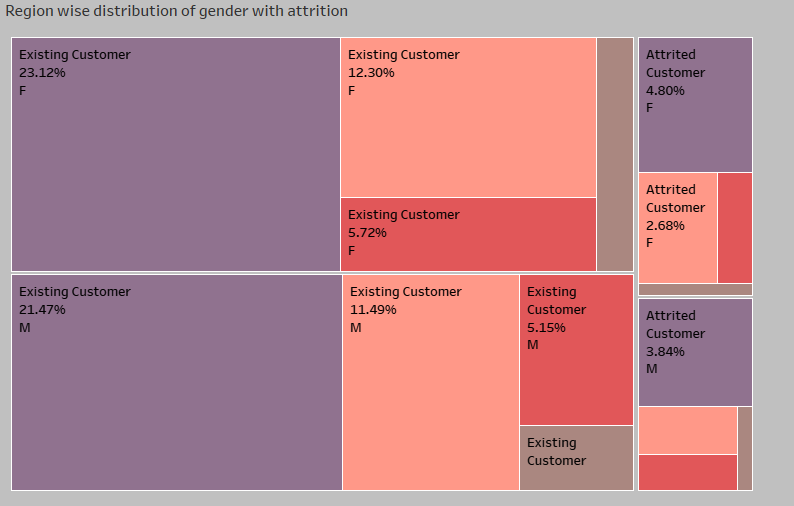 Region wise distribution of gender with attrition
Existing Customer
23.12%
F
Existing Customer
12.30%
F
Existing Customer
5.72%
F
Attrited
Customer
4.80%
F
Attrited
Customer
2.68%
F
Existing Customer
21.47%
M
Existing Customer
11.49%
M
Existing
Customer
5.15%
M
Existing
Customer
Attrited
Customer
3.84%
M